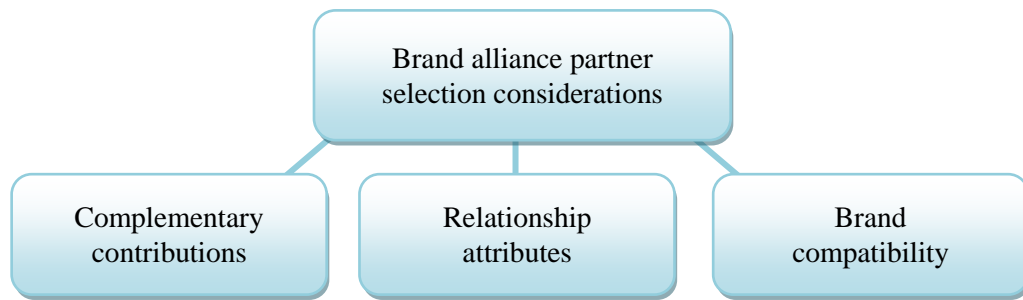 Brand alliance partner
selection considerations
Complementary
contributions
Relationship
attributes
Brand
compatibility